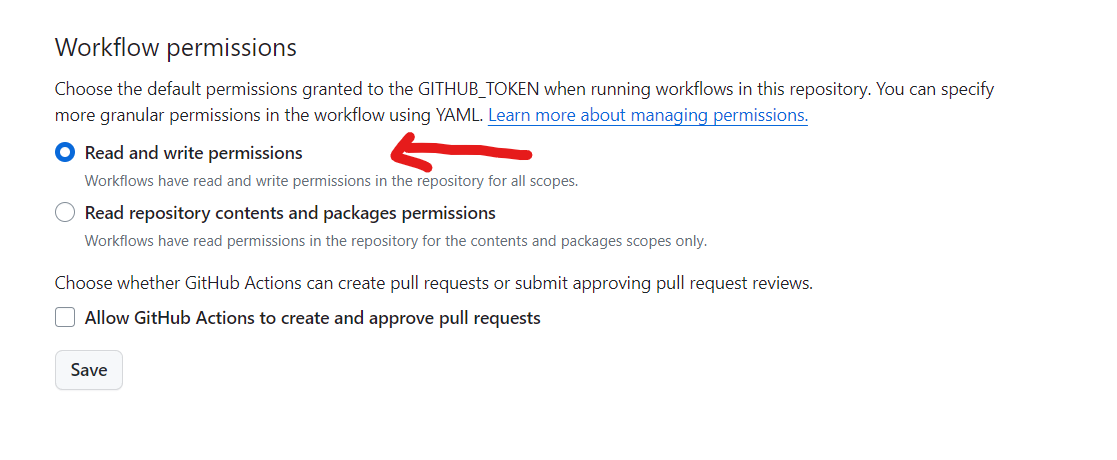 Workflow permissions
Choose the default permissions granted to the GITHUB_TOKEN when running workflows in this repository. You can specify
more granular permissions in the workflow using YAML. Learn more about managing permissions.
Read and write permissions
Workflows have read and write permissions in the repository for all scopes.
Read repository contents and packages permissions
Workflows have read permissions in the repository for the contents and packages scopes only.
Choose whether GitHub Actions can create pull requests or submit approving pull request reviews.
Allow GitHub Actions to create and approve pull requests
Save